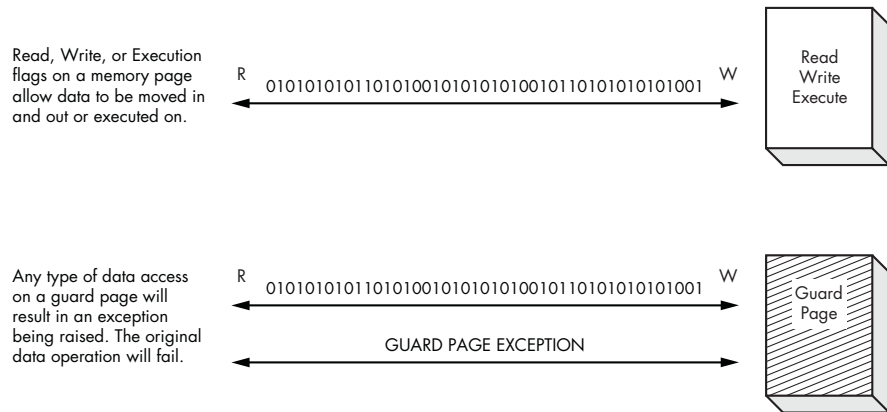 Read, Write, or Execution
flags on a memory page
allow data to be moved in
and out or executed on.
R
0101010101101010010101010100101101010101010101001
W
Read
Write
Execute
Any type of data access
on a guard page will
result in an exception
being raised. The original
data operation will fail.
R
0101010101101010010101010100101101010101010101001
W
GUARD PAGE EXCEPTION
Guard
Page